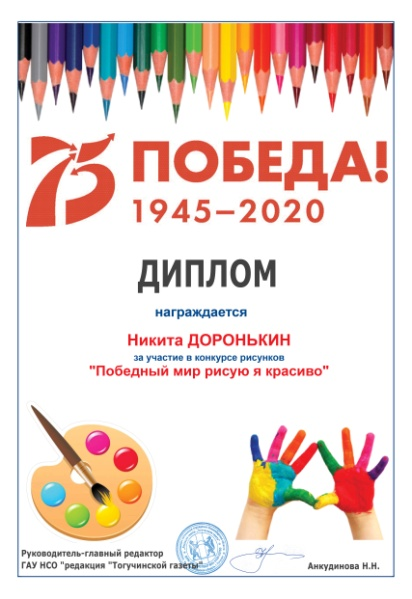 75 ПОБЕДА!
1945–2020
ДИПЛОМ
награждается
Никита ДОРОНЬКИН
за участие в конкурсе рисунков
"Победный мир рисую я красиво"
Руководитель-главный редактор
ГАУ НСО "редакция "Тогучинской газеты"
Анкудинова Н.Н.